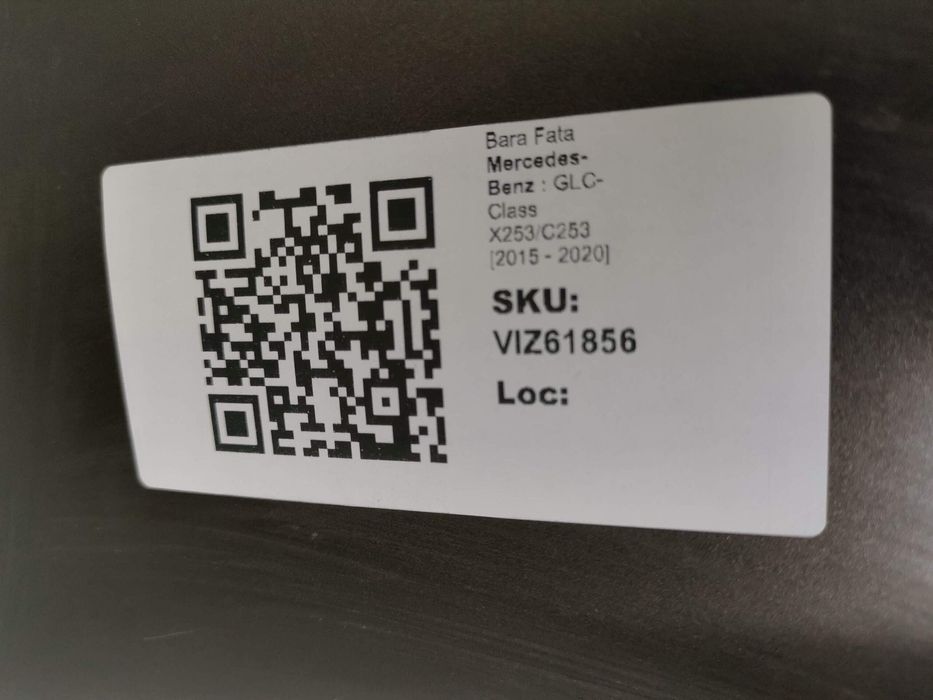 Bara Fata
Mercedes-
Benz : GLC-
Class
X253/C253
[2015 - 2020]
SKU:
VIZ61856
Loc: